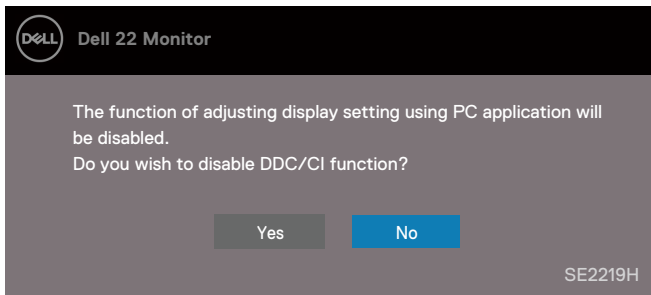 DELL
Dell 22 Monitor
The function of adjusting display setting using PC application will
be disabled.
Do you wish to disable DDC/CI function?
Yes
No
SE2219H